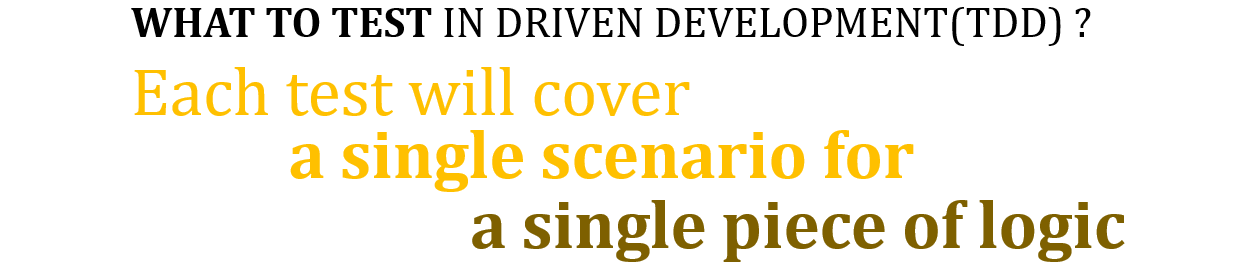 WHAT TO TEST IN DRIVEN DEVELOPMENT(TDD) ?
Each test will cover
a single scenario for
a single piece of logic